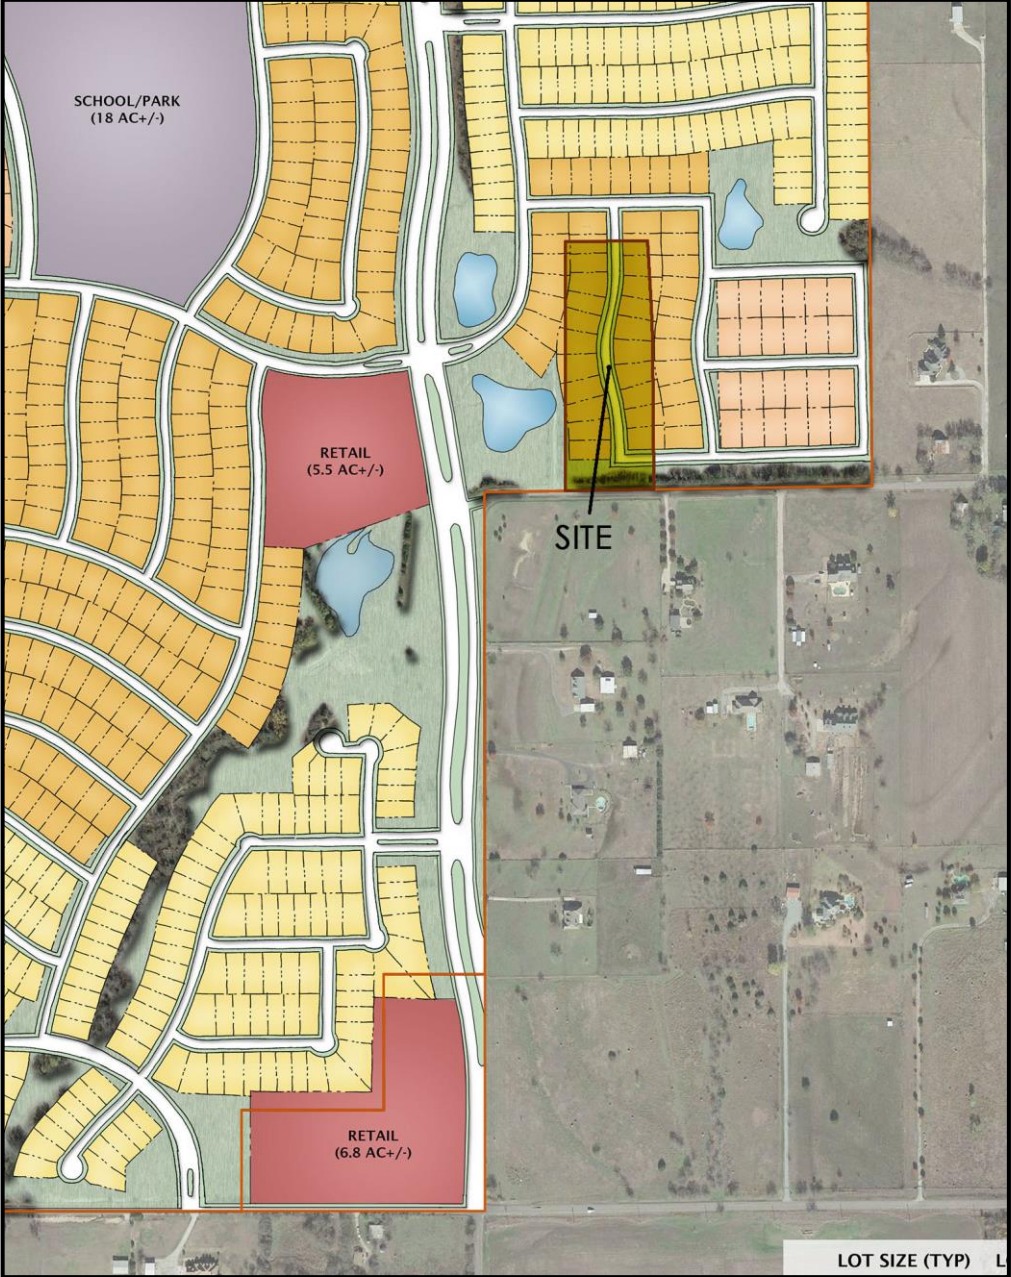 SCHOOL/PARK
(18 AC+/-)
RETAIL
(5.5 AC+/-)
SITE
RETAIL
(6.8 AC+/-)
LOT SIZE (TYP)